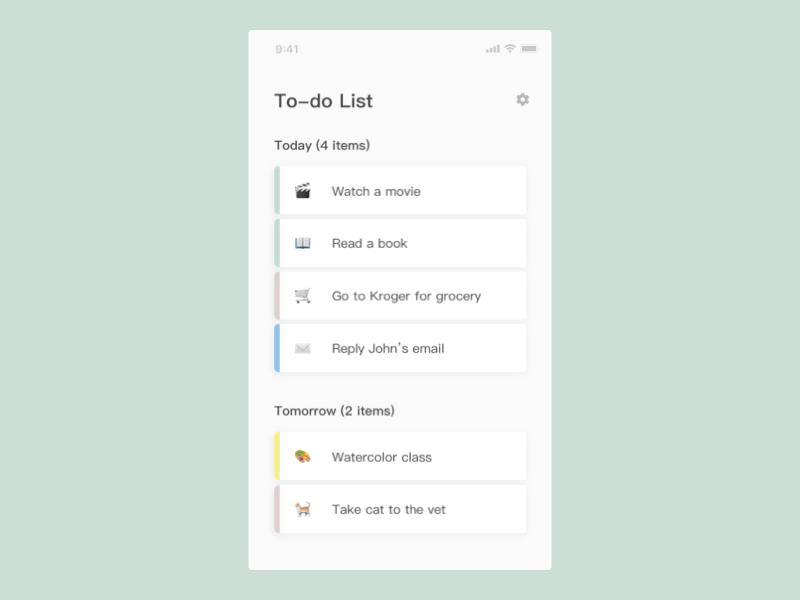 9:41
To-do List
Today (4 items)
Watch a movie
Read a book
Go to Kroger for grocery
Reply John's email
Tomorrow (2 items)
Watercolor class
Take cat to the vet